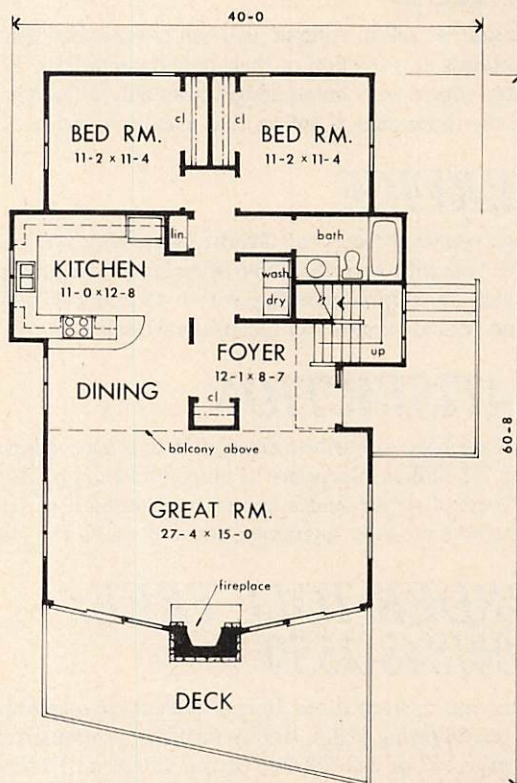 40-0
cl
cl
BED RM.
11-2 x 11-4
BED RM.
11-2 x 11-4
lin.
bath
KITCHEN
11-0 x 12-8
wash
dry
up
FOYER
12-1 x 8-7
DINING
cl
balcony above
60-8
GREAT RM.
27-4 x 15-0
fireplace
DECK